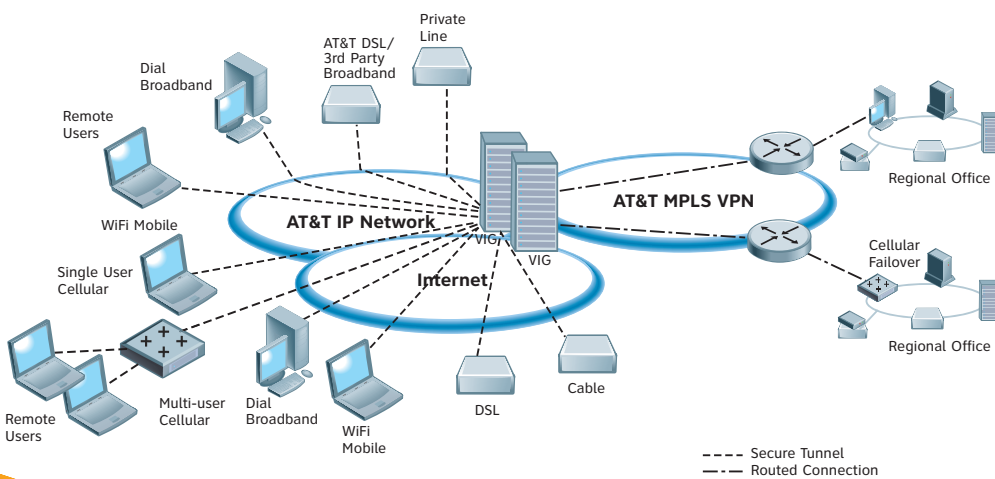 Private
Line
AT&T DSL/
3rd Party
Broadband
Dial
Broadband
Remote
Users
WiFi Mobile
AT&T IP Network
AT&T MPLS VPN
VIG
VIG
Internet
Regional Office
Cellular
Failover
Regional Office
Single User
Cellular
Remote
Users
Multi-user
Cellular
Dial
Broadband
WiFi
Mobile
DSL
Cable
Secure Tunnel
Routed Connection